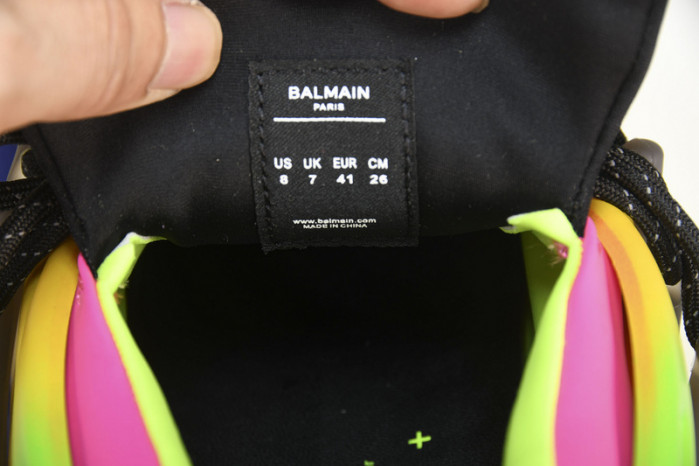 BALMAIN
PARIS
US UK EUR CM
8 7 41 26
www.balmain.com
MADE IN CHINA